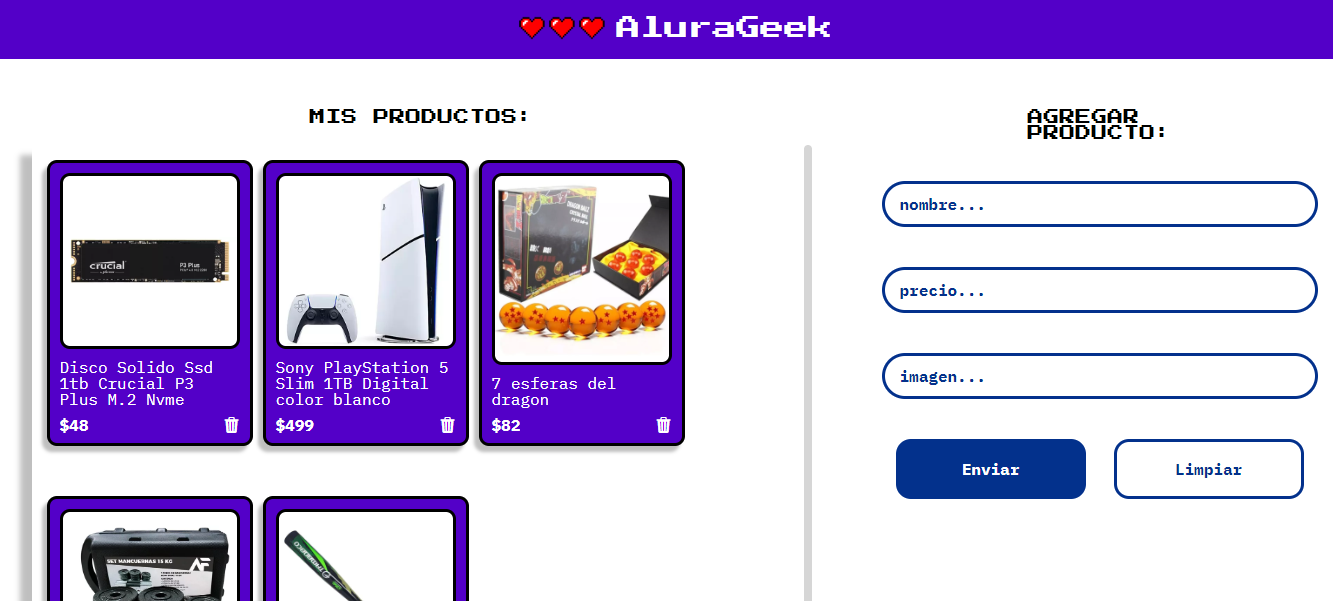 AluraGeek
MIS PRODUCTOS:
crucial
P3 Plus
Disco Solido Ssd
1tb Crucial P3
Plus M.2 Nvme
$48
Sony PlayStation 5
Slim 1TB Digital
color blanco
$499
7 esferas del
dragon
$82
SET MANCUERNAS 15 KG
AF
AGREGAR
PRODUCTO:
nombre...
precio...
imagen...
Enviar
Limpiar